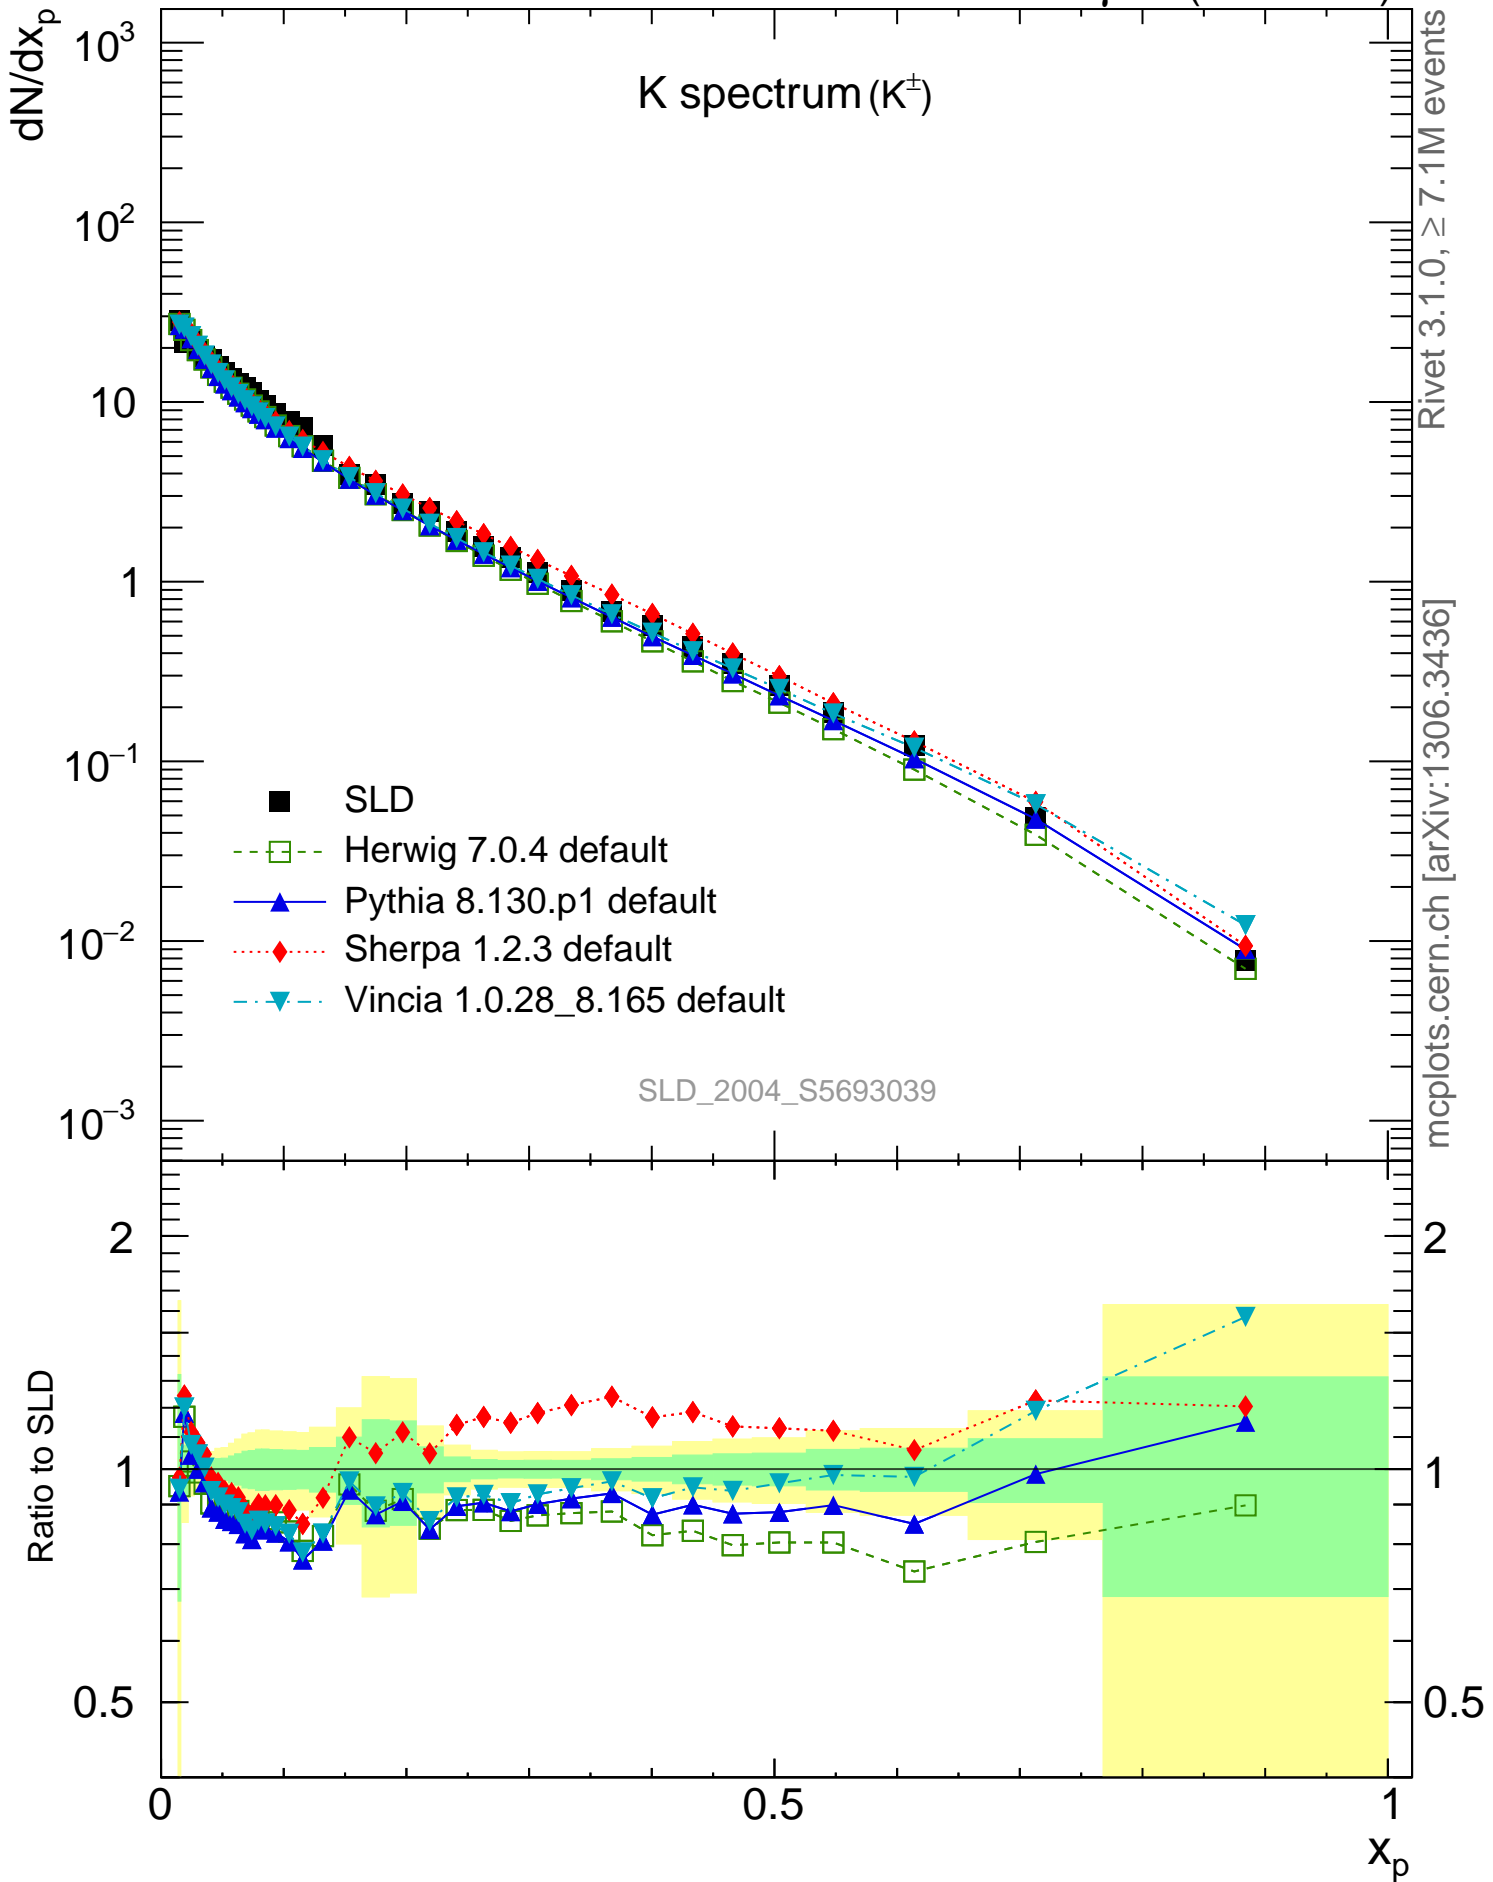 dN/dx_p
K spectrum (K^±)
10^3
10^2
10
1
10^−1
10^−2
10^−3
SLD
Herwig 7.0.4 default
Pythia 8.130.p1 default
Sherpa 1.2.3 default
Vincia 1.0.28_8.165 default
SLD_2004_S5693039
Rivet 3.1.0, ≥ 7.1M events
mcplots.cern.ch [arXiv:1306.3436]
Ratio to SLD
2
1
0.5
2
1
0.5
0
0.5
1
x_p